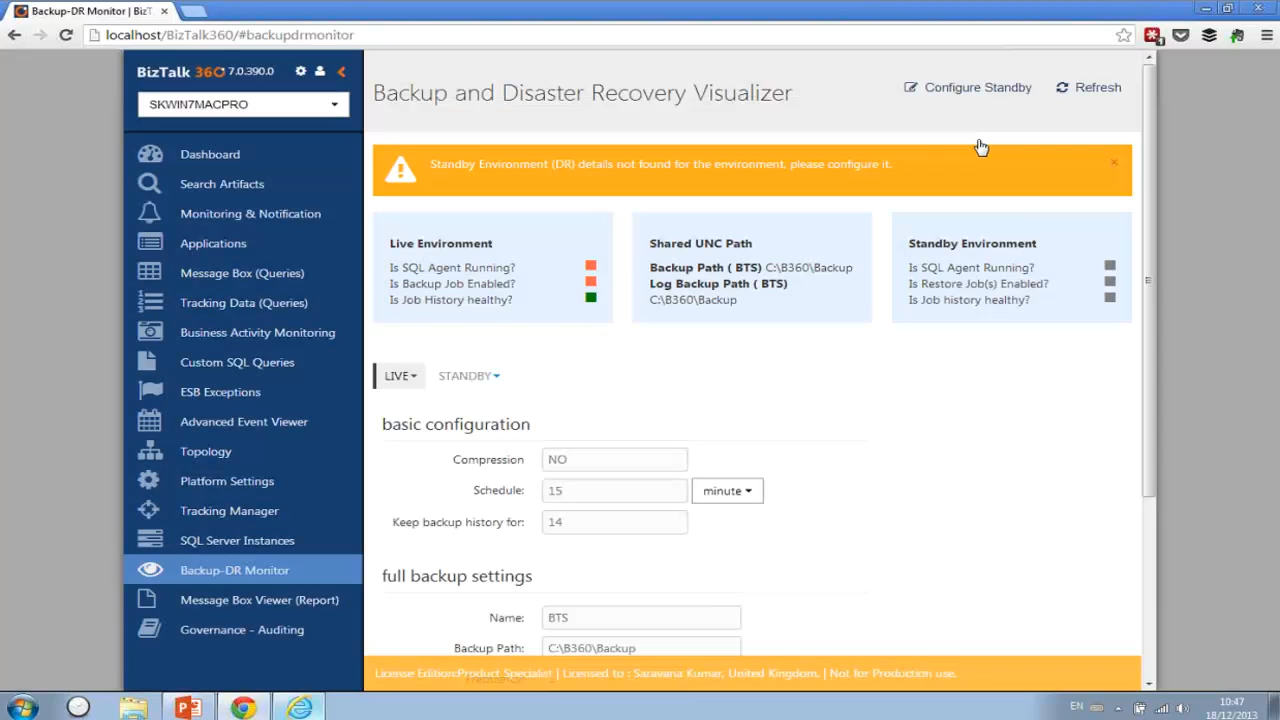 Backup-DR Monitor | BizT
localhost/BizTalk360/#backupdrmonitor
BizTalk 360 7.0.390.0
SKWIN7MACPRO
Dashboard
Search Artifacts
Monitoring & Notification
Applications
Message Box (Queries)
Tracking Data (Queries)
Business Activity Monitoring
Custom SQL Queries
ESB Exceptions
Advanced Event Viewer
Topology
Platform Settings
Tracking Manager
SQL Server Instances
Backup-DR Monitor
Message Box Viewer (Report)
Governance - Auditing
Backup and Disaster Recovery Visualizer
Configure Standby
Refresh
Standby Environment (DR) details not found for the environment, please configure it.
Live Environment
Is SQL Agent Running?
Is Backup Job Enabled?
Is Job History healthy?
Shared UNC Path
Backup Path ( BTS) C:\B360\Backup
Log Backup Path ( BTS)
C:\B360\Backup
Standby Environment
Is SQL Agent Running?
Is Restore Job(s) Enabled?
Is Job history healthy?
LIVE
STANDBY
basic configuration
Compression NO
Schedule: 15 minute
Keep backup history for: 14
full backup settings
Name: BTS
Backup Path: C:\B360\Backup
License Edition:Product Specialist | Licensed to : Saravana Kumar, United Kingdom. | Not for Production use.
EN
10:47
18/12/2013